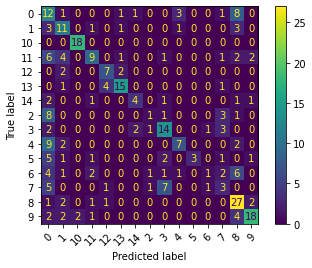 True label
0 12 1 0 0 0 1 1 0 0 3 0 0 1 8 0
1 3 11 0 1 0 0 1 0 0 1 0 0 0 3 0
10 0 0 18 0 0 0 0 0 0 0 0 0 0 0 0
11 6 4 0 9 0 1 0 0 1 0 0 0 1 2 2
12 0 2 0 0 7 2 0 0 0 0 0 0 0 0 0
13 0 1 0 0 4 15 0 0 0 0 0 0 1 0 0
14 2 0 0 1 0 0 4 0 1 0 0 0 0 1 1
2 8 0 0 0 0 0 0 1 1 0 0 0 3 1 0
3 2 0 0 0 0 0 2 1 14 0 0 1 3 0 0
4 9 2 0 0 0 0 0 0 0 7 0 0 0 2 0
5 5 1 0 1 0 0 0 0 2 0 3 0 0 1 0
6 4 1 0 2 0 0 0 1 1 1 0 1 2 6 0
7 5 0 0 0 1 0 0 1 7 0 0 1 3 0 0
8 1 2 0 1 1 0 0 0 0 0 0 0 0 27 2
9 2 2 2 1 0 0 0 0 0 0 0 0 0 4 18
0 1 10 11 12 13 14 2 3 4 5 6 7 8 9
Predicted label
25
20
15
10
5
0